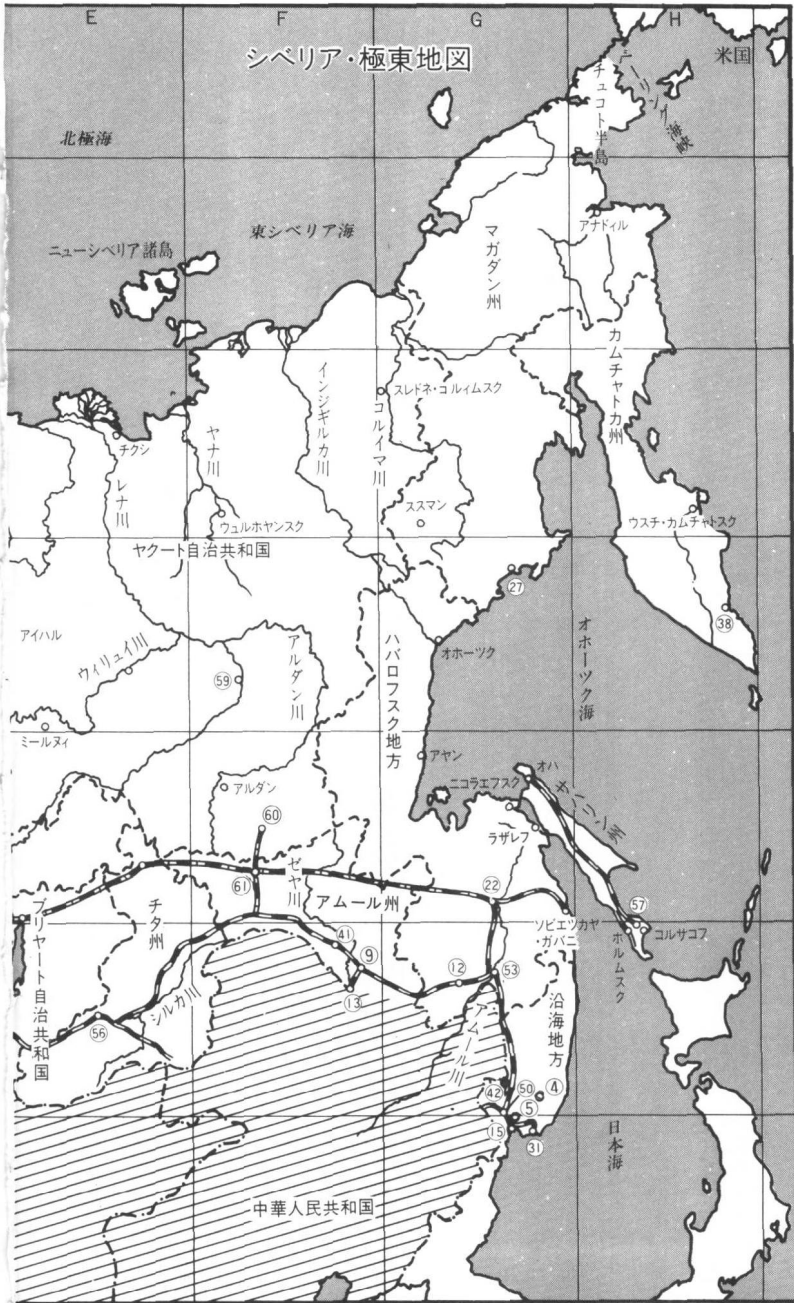 E
F
G
H
シベリア・極東地図
米国
ベーリング海峡
チュコト半島
北極海
東シベリア海
ニューシベリア諸島
マガダン州
アナドィル
カムチャトカ州
インジギルカ川
コルイマ川
スレドネ・コルィムスク
チクシ
ヤナ川
レナ川
ススマン
ウスチ・カムチャトスク
ウェルホヤンスク
ヤクート自治共和国
27
38
アイハル
ウィリュイ川
アルダン川
ハバロフスク地方
オホーツク
オホーツク海
59
ミールヌィ
アヤン
アルダン
ニコラエフスク
オハ
サハリン州
60
ラザレフ
61
ゼヤ川
アムール州
22
57
ブリヤート自治共和国
チタ州
ソビエツカヤ
・ガバニ
ホルムスク
コルサコフ
41
9
12
53
13
シルカ川
沿海地方
56
アムール川
42
50
4
5
15
31
日本海
中華人民共和国